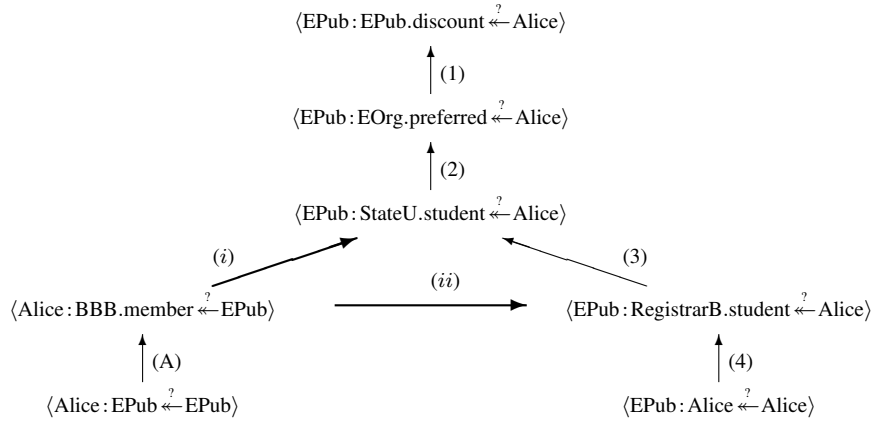 ⟨EPub : EPub.discount ?↞ Alice⟩
(1)
⟨EPub : EOrg.preferred ?↞ Alice⟩
(2)
⟨EPub : StateU.student ?↞ Alice⟩
(i) (ii) (3)
⟨Alice : BBB.member ?↞ EPub⟩ ⟨EPub : RegistrarB.student ?↞ Alice⟩
(A) (4)
⟨Alice : EPub ?↞ EPub⟩ ⟨EPub : Alice ?↞ Alice⟩